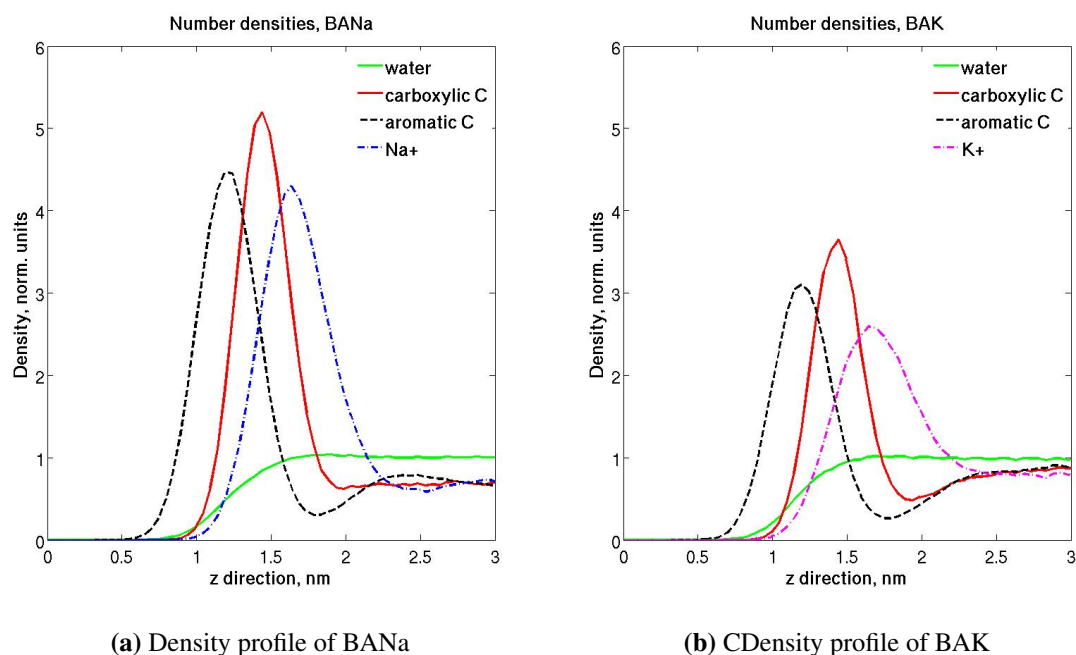 Number densities, BANa
6
5
4
3
2
1
0
Density, norm. units
water
carboxylic C
aromatic C
Na+
0
0.5
1
1.5
2
2.5
3
z direction, nm
(a) Density profile of BANa
Number densities, BAK
6
5
4
3
2
1
0
Density, norm. units
water
carboxylic C
aromatic C
K+
0
0.5
1
1.5
2
2.5
3
z direction, nm
(b) CDensity profile of BAK